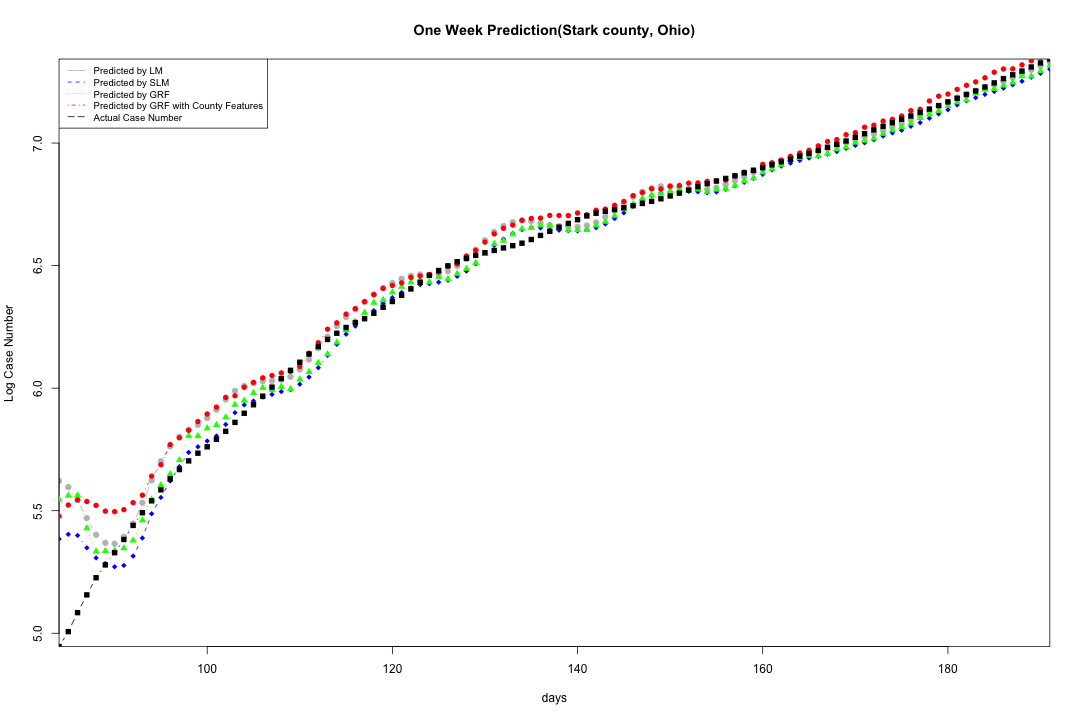 One Week Prediction(Stark county, Ohio)
Predicted by LM
Predicted by SLM
Predicted by GRF
Predicted by GRF with County Features
Actual Case Number
7.0
6.5
6.0
5.5
5.0
Log Case Number
100 120 140 160 180
days